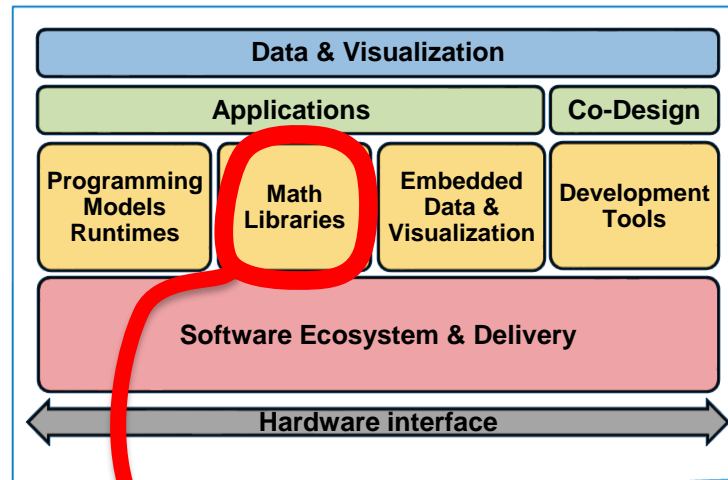 Data & Visualization
Applications
Co-Design
Programming
Models
Runtimes
Math
Libraries
Embedded
Data &
Visualization
Development
Tools
Software Ecosystem & Delivery
Hardware interface